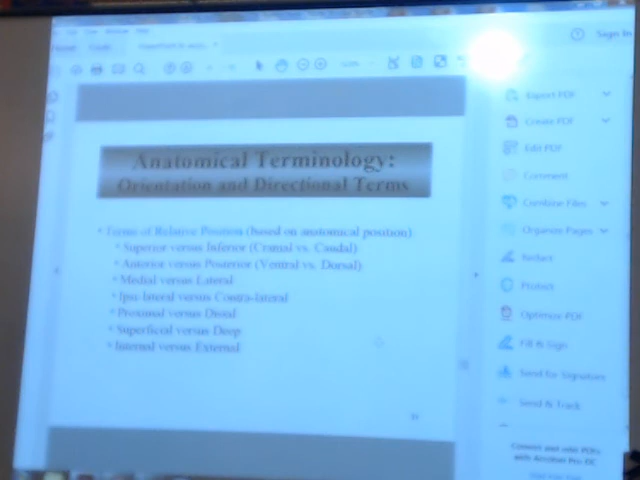 Sign In
Anatomical Terminology:
Orientation and Directional Terms
• Terms of Relative Position (based on anatomical position)
• Superior versus Inferior (Cranial vs. Caudal)
• Anterior versus Posterior (Ventral vs. Dorsal)
• Medial versus Lateral
• Ipsi-lateral versus Contra-lateral
• Proximal versus Distal
• Superficial versus Deep
• Internal versus External
Export PDF
Create PDF
Edit PDF
Comment
Combine Files
Organize Pages
Redact
Protect
Optimize PDF
Fill & Sign
Send for Signature
Send & Track